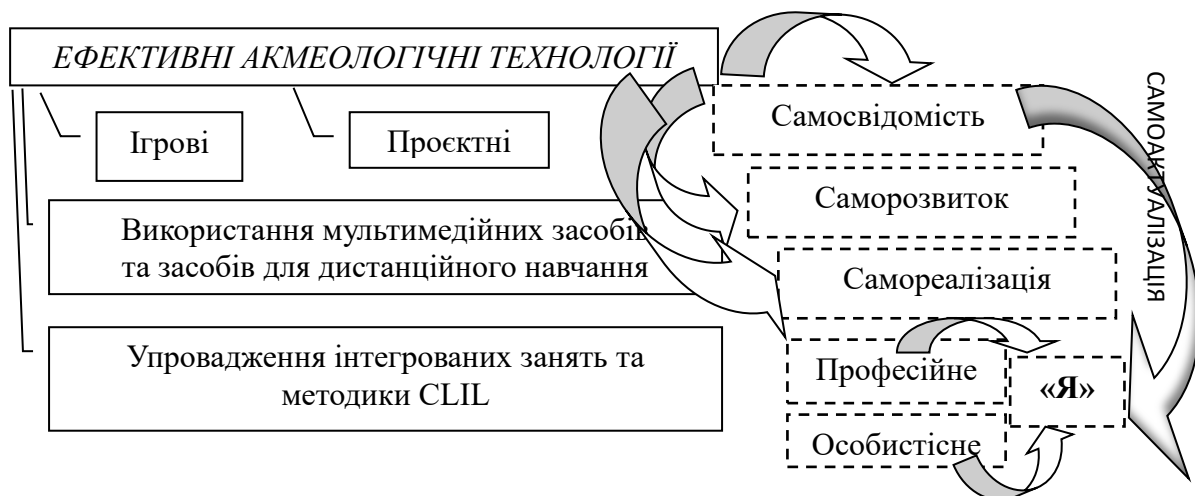 ЕФЕКТИВНІ АКМЕОЛОГІЧНІ ТЕХНОЛОГІЇ
Ігрові
Проєктні
Використання мультимедійних засобів
та засобів для дистанційного навчання
Упровадження інтегрованих занять та
методики CLIL
Самосвідомість
Саморозвиток
Самореалізація
Професійне
Особистісне
«Я»
САМОАКТУАЛІЗАЦІЯ